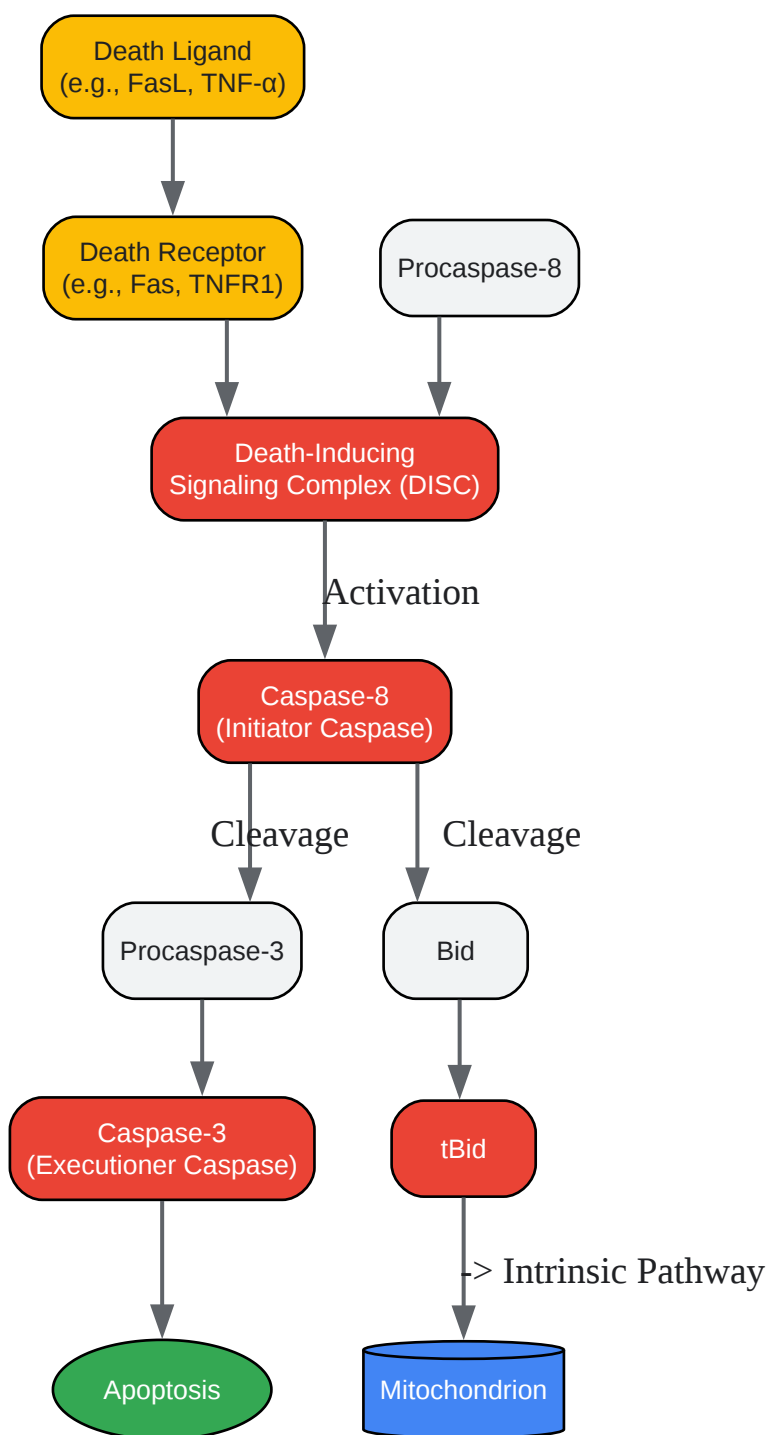 Death Ligand
(e.g., FasL, TNF-α)
Death Receptor
(e.g., Fas, TNFR1)
Procaspase-8
Death-Inducing
Signaling Complex (DISC)
Activation
Caspase-8
(Initiator Caspase)
Cleavage
Cleavage
Procaspase-3
Bid
Caspase-3
(Executioner Caspase)
tBid
-> Intrinsic Pathway
Apoptosis
Mitochondrion